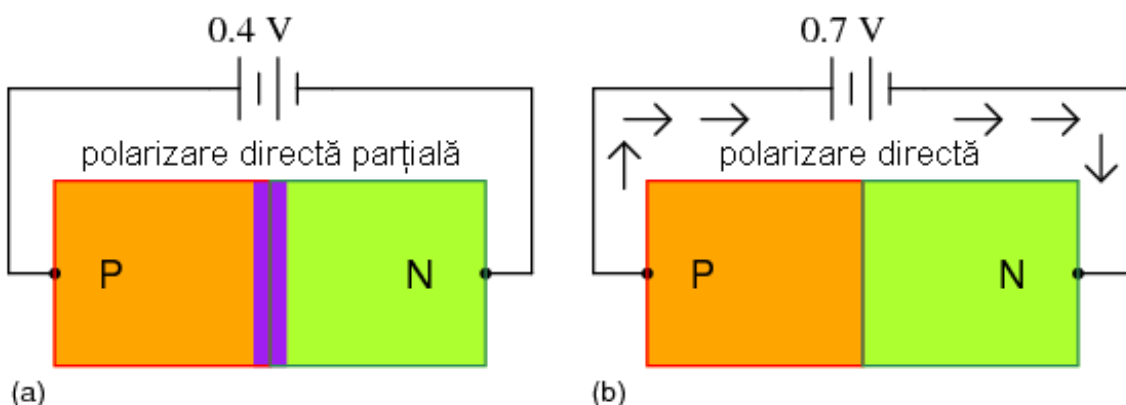 0.4 V
polarizare directă parțială
P
N
(a)
0.7 V
polarizare directă
P
N
(b)